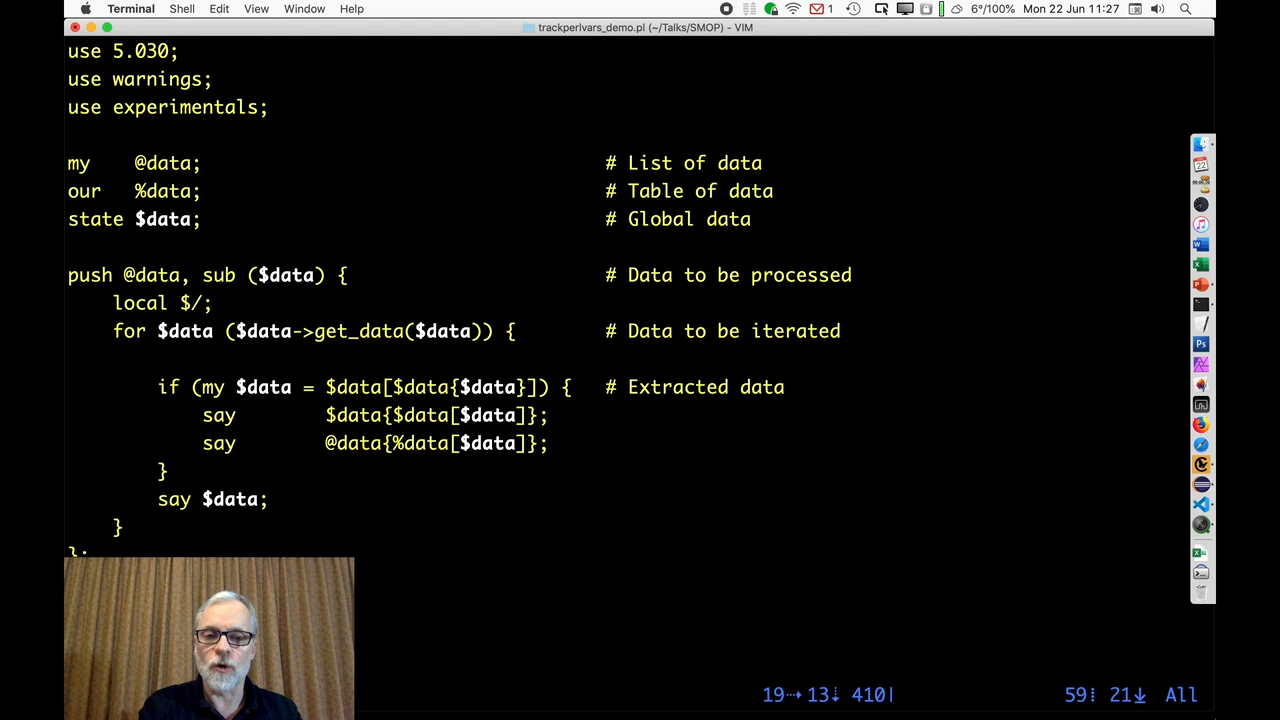 Terminal Shell Edit View Window Help 1 6°/100% Mon 22 Jun 11:27
trackperlvars_demo.pl (~/Talks/SMOP) - VIM
use 5.030;
use warnings;
use experimentals;
my @data; # List of data
our %data; # Table of data
state $data; # Global data
push @data, sub ($data) { # Data to be processed
local $/;
for $data ($data->get_data($data)) { # Data to be iterated
if (my $data = $data[$data{$data}]) { # Extracted data
say $data{$data[$data]};
say @data{%data[$data]};
}
say $data;
}
};
19⇢ 13⇣ 410| 59⁞ 21↧ All